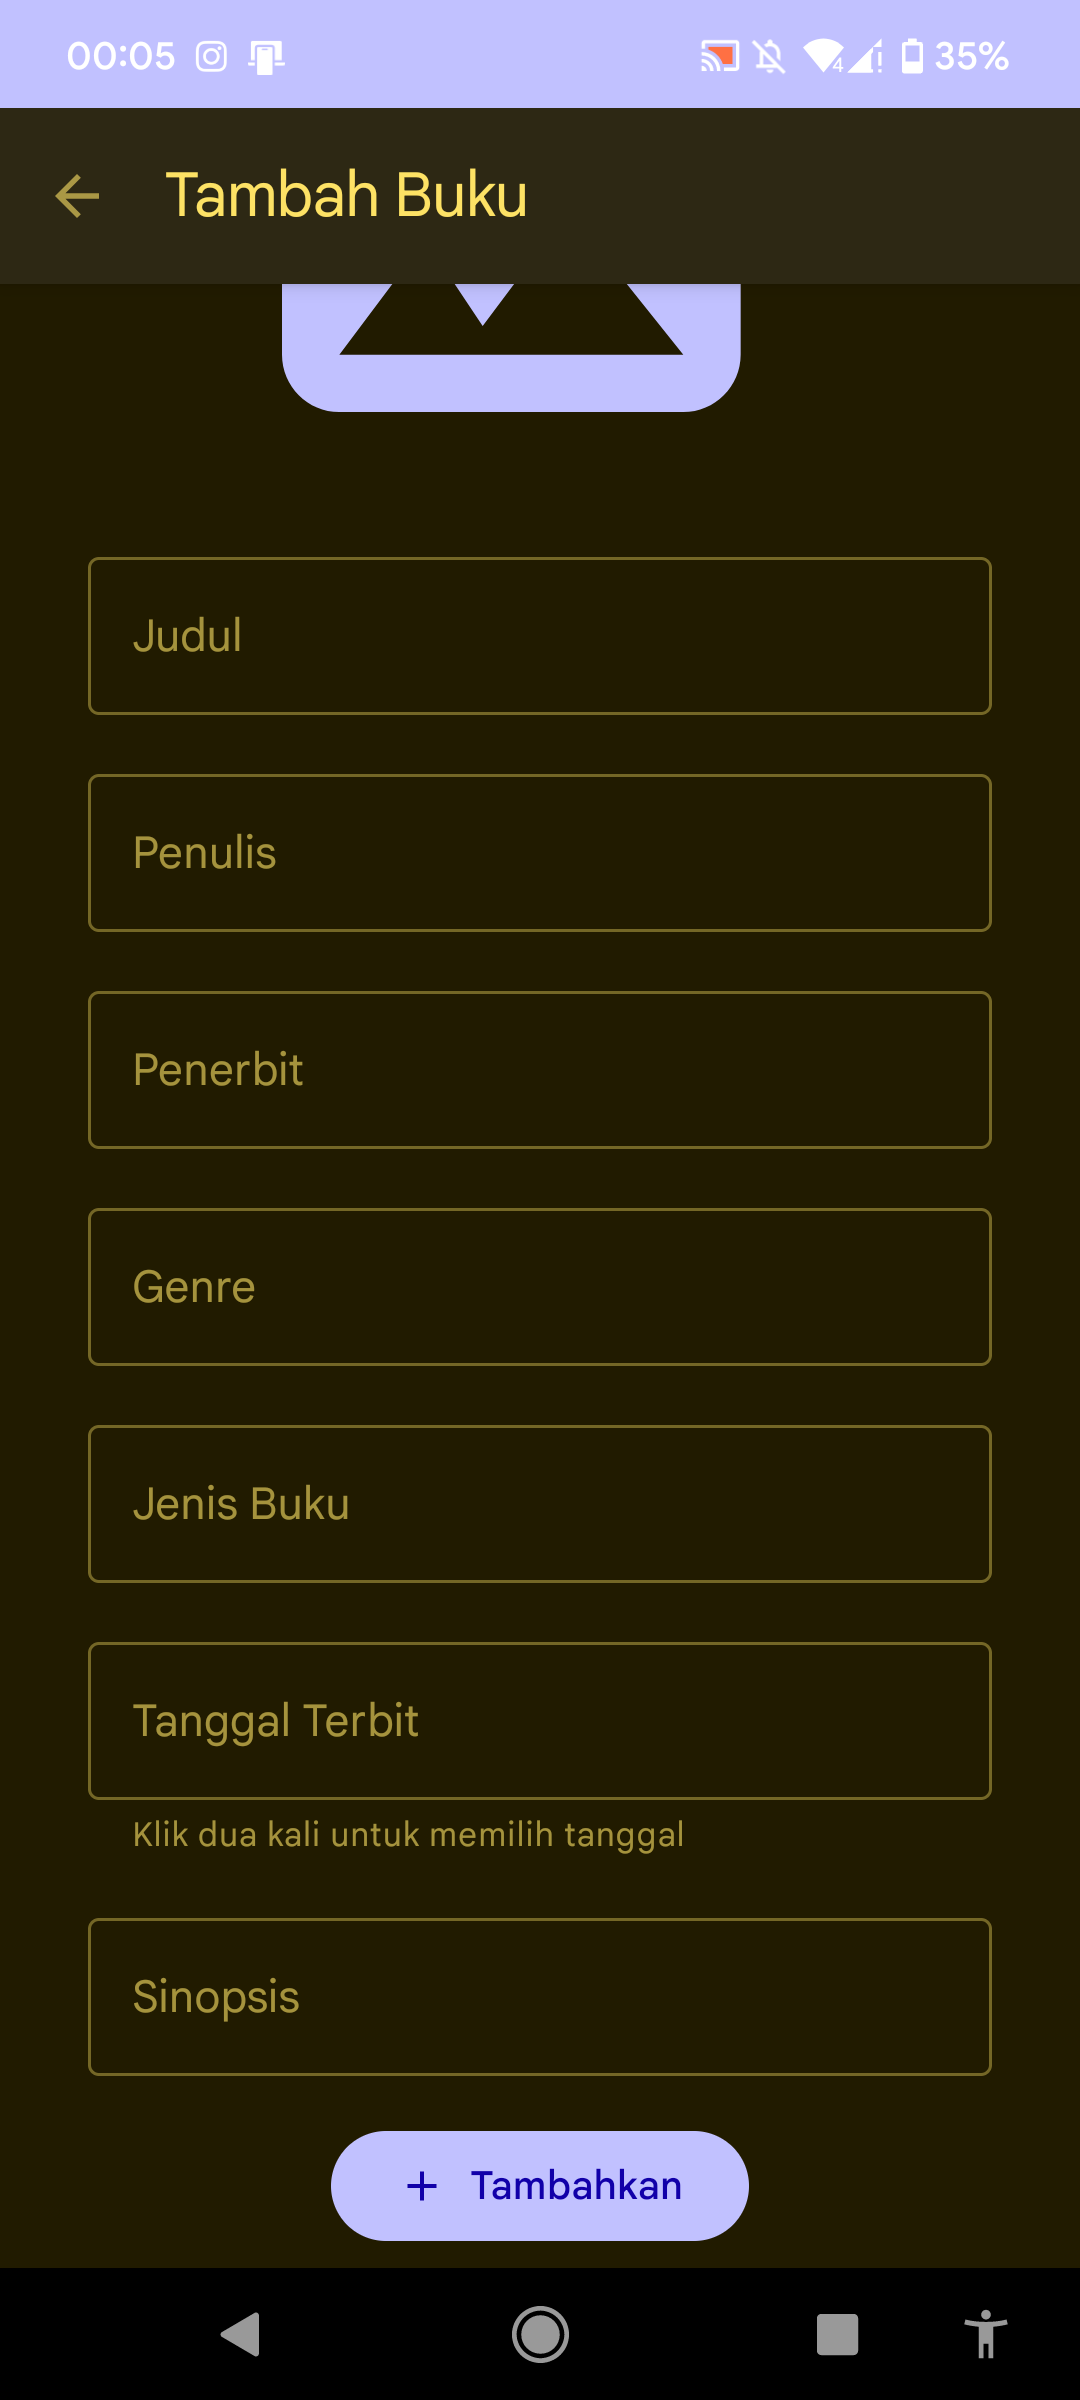 00:05
4
35%
Tambah Buku
Judul
Penulis
Penerbit
Genre
Jenis Buku
Tanggal Terbit
Klik dua kali untuk memilih tanggal
Sinopsis
+ Tambahkan